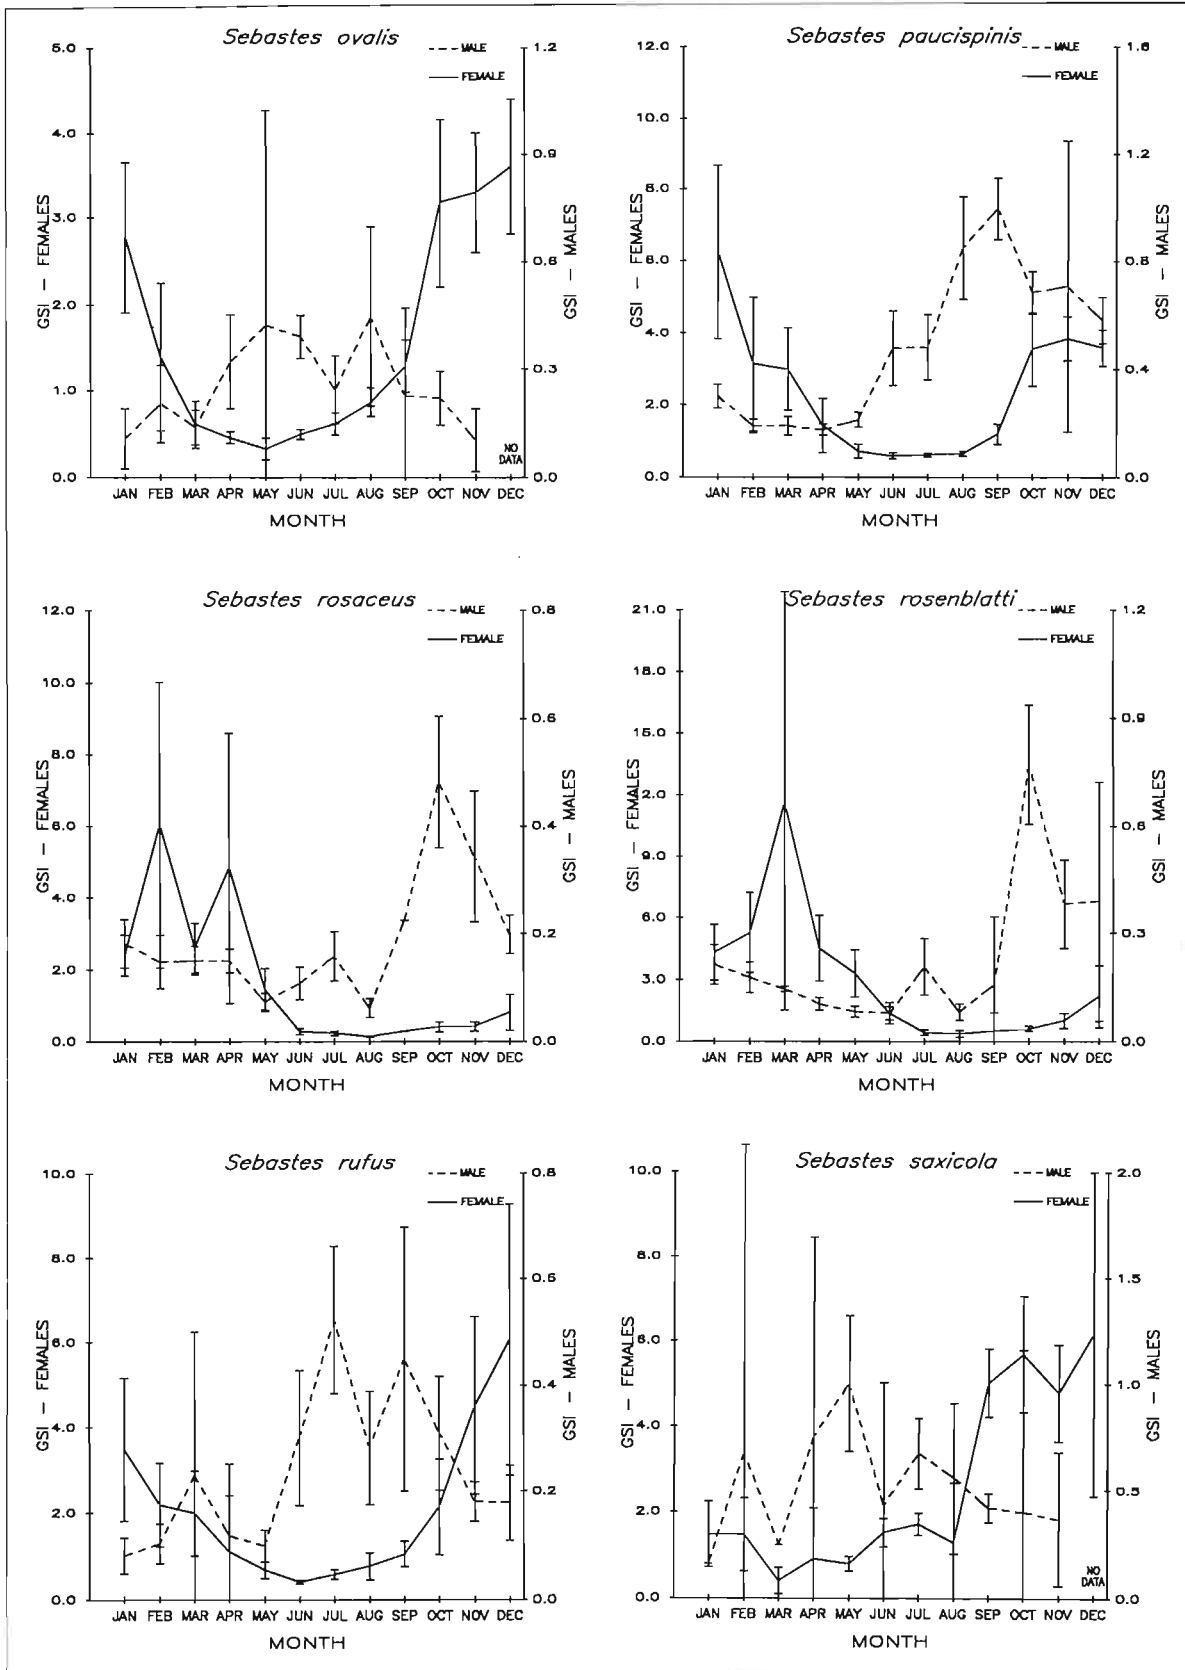 Sebastes ovalis
--- MALE
— FEMALE
GSI – FEMALES
5.0
4.0
3.0
2.0
1.0
0.0
GSI – MALES
1.2
0.9
0.6
0.3
0.0
NO
DATA
JAN FEB MAR APR MAY JUN JUL AUG SEP OCT NOV DEC
MONTH
Sebastes paucispinis
--- MALE
— FEMALE
GSI – FEMALES
12.0
10.0
8.0
6.0
4.0
2.0
0.0
GSI – MALES
1.6
1.2
0.8
0.4
0.0
JAN FEB MAR APR MAY JUN JUL AUG SEP OCT NOV DEC
MONTH
Sebastes rosaceus
--- MALE
— FEMALE
GSI – FEMALES
12.0
10.0
8.0
6.0
4.0
2.0
0.0
GSI – MALES
0.8
0.6
0.4
0.2
0.0
JAN FEB MAR APR MAY JUN JUL AUG SEP OCT NOV DEC
MONTH
Sebastes rosenblatti
--- MALE
— FEMALE
GSI – FEMALES
21.0
18.0
15.0
12.0
9.0
6.0
3.0
0.0
GSI – MALES
1.2
0.9
0.6
0.3
0.0
JAN FEB MAR APR MAY JUN JUL AUG SEP OCT NOV DEC
MONTH
Sebastes rufus
--- MALE
— FEMALE
GSI – FEMALES
10.0
8.0
6.0
4.0
2.0
0.0
GSI – MALES
0.8
0.6
0.4
0.2
0.0
JAN FEB MAR APR MAY JUN JUL AUG SEP OCT NOV DEC
MONTH
Sebastes saxicola
--- MALE
— FEMALE
GSI – FEMALES
10.0
8.0
6.0
4.0
2.0
0.0
GSI – MALES
2.0
1.5
1.0
0.5
0.0
NO
DATA
JAN FEB MAR APR MAY JUN JUL AUG SEP OCT NOV DEC
MONTH